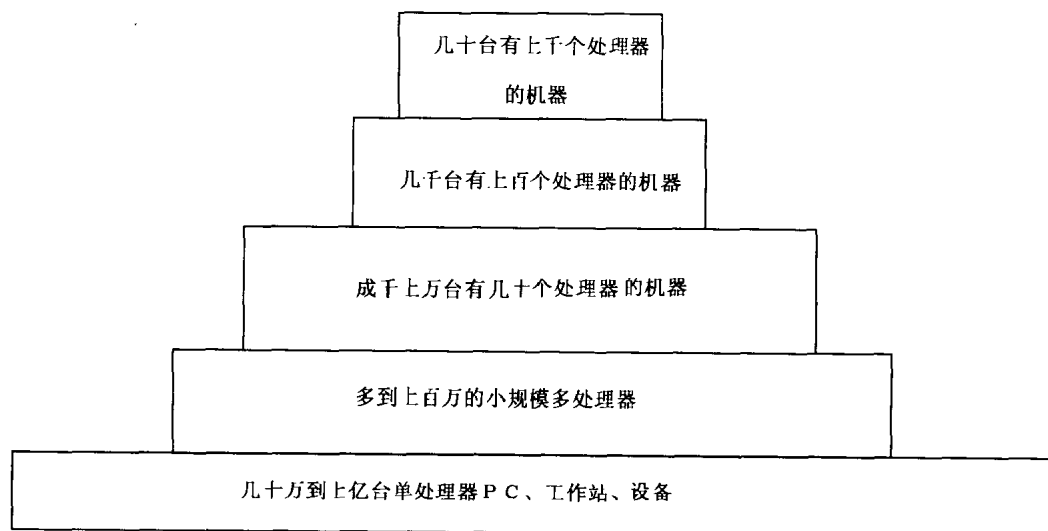 几十台有上千个处理器
的机器
几千台有上百个处理器的机器
成千上万台有几十个处理器的机器
多到上百万的小规模多处理器
几十万到上亿台单处理器PC、工作站、设备